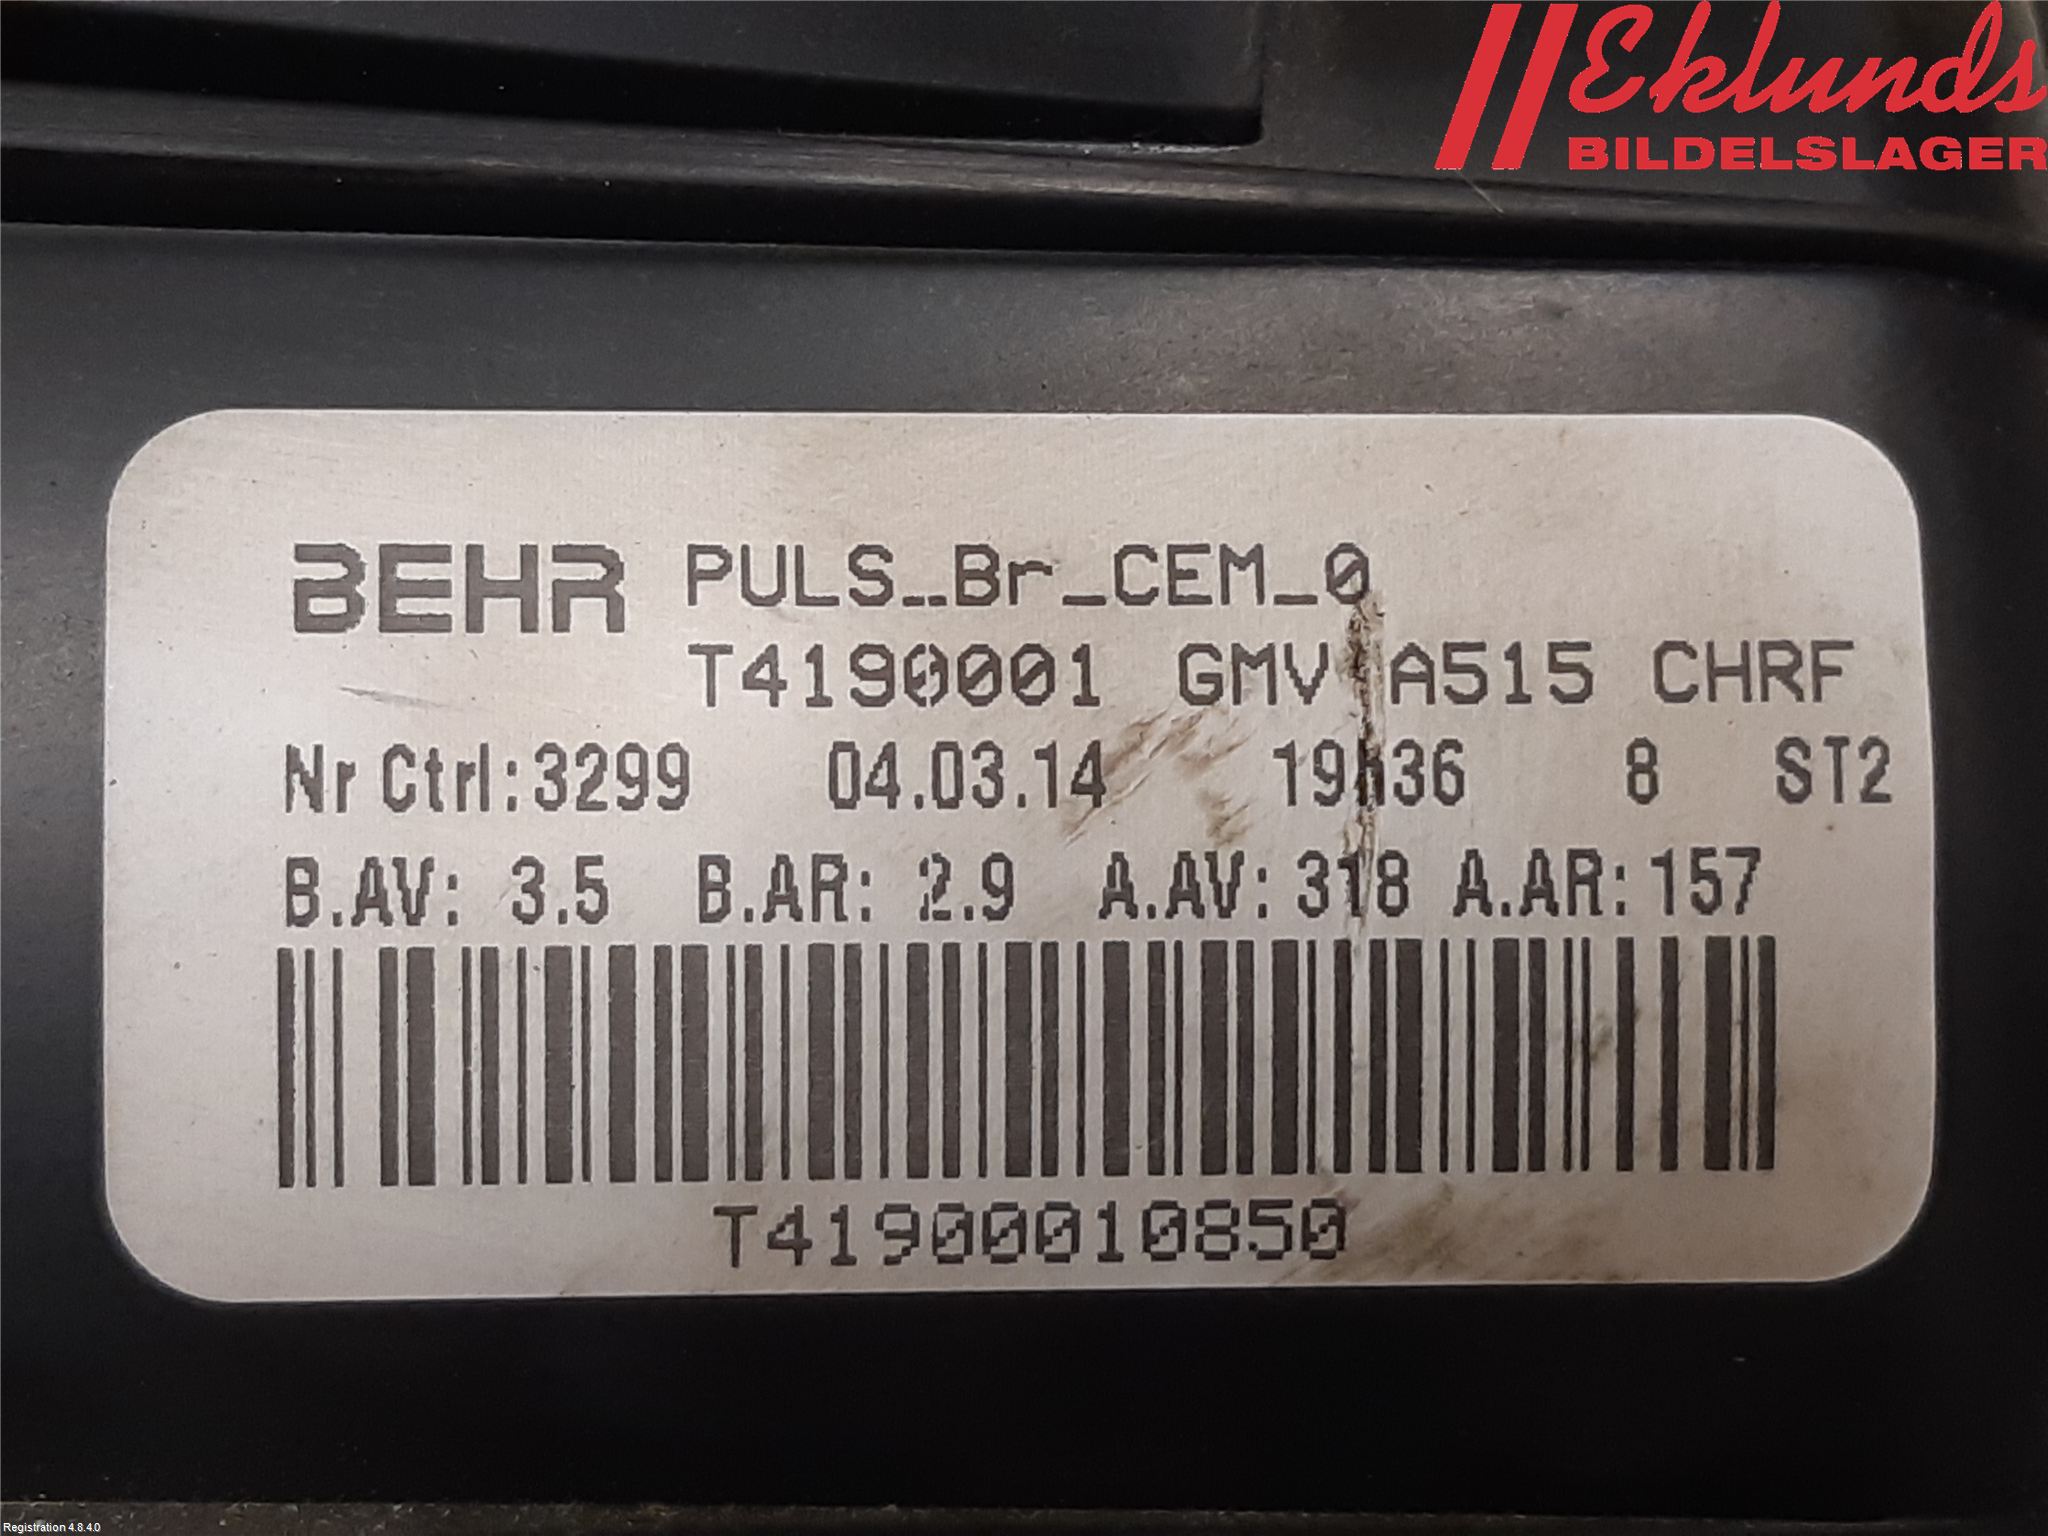 Eklunds
BILDELSLAGER
BEHR PULS_Br_CEM_0
T4190001 GMV A515 CHRF
Nr Ctrl:3299 04.03.14 19h36 8 ST2
B.AV: 3.5 B.AR: 2.9 A.AV: 318 A.AR: 157
T41900010850
Registration 4.8.4.0